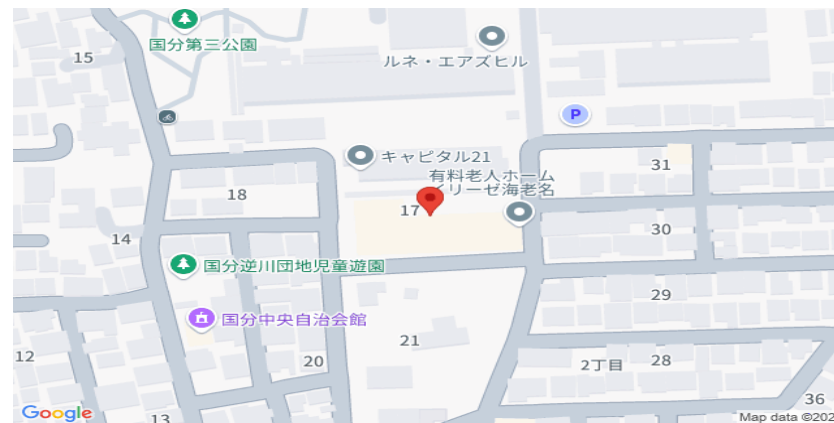 国分第三公園
15
ルネ・エアズヒル
P
キャピタル21
有料老人ホーム
イリーゼ海老名
31
18
17
30
14
国分逆川団地児童遊園
29
国分中央自治会館
21
12
20
2丁目
28
36
13
Google
Map data ©202